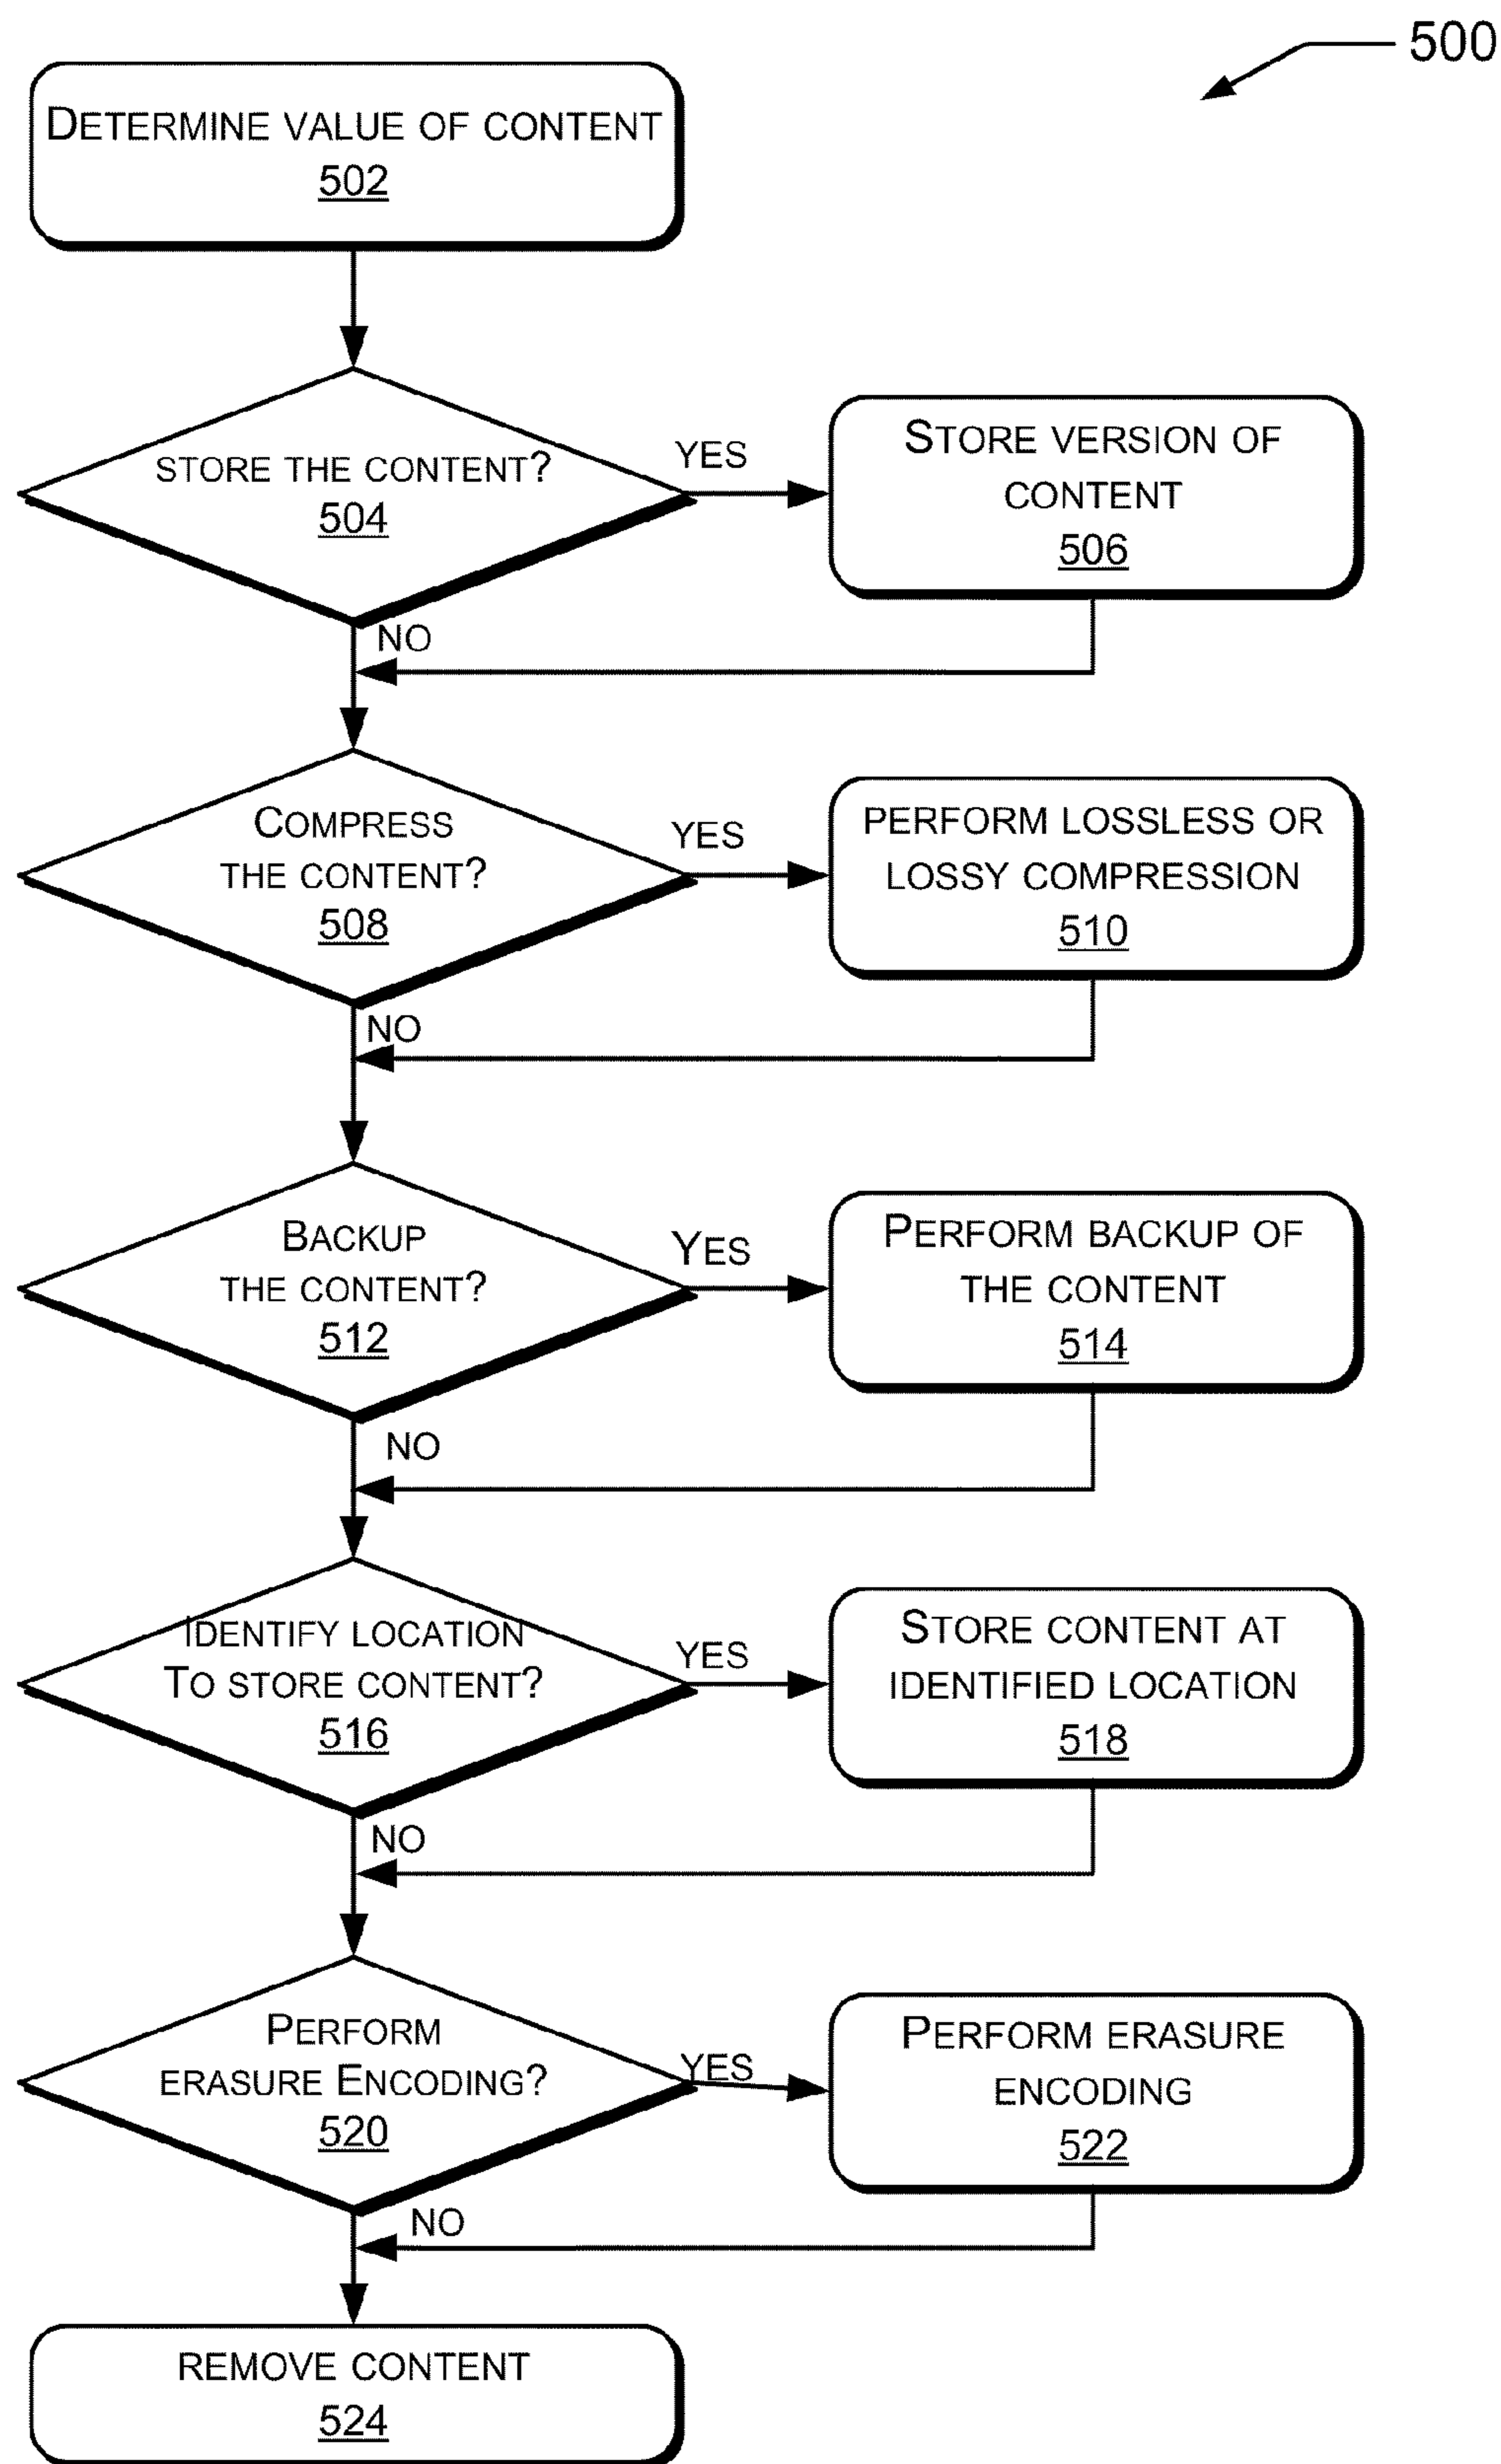 500
DETERMINE VALUE OF CONTENT
502
STORE THE CONTENT?
504
YES
STORE VERSION OF
CONTENT
506
NO
COMPRESS
THE CONTENT?
508
YES
PERFORM LOSSLESS OR
LOSSY COMPRESSION
510
NO
BACKUP
THE CONTENT?
512
YES
PERFORM BACKUP OF
THE CONTENT
514
NO
IDENTIFY LOCATION
TO STORE CONTENT?
516
YES
STORE CONTENT AT
IDENTIFIED LOCATION
518
NO
PERFORM
ERASURE ENCODING?
520
YES
PERFORM ERASURE
ENCODING
522
NO
REMOVE CONTENT
524